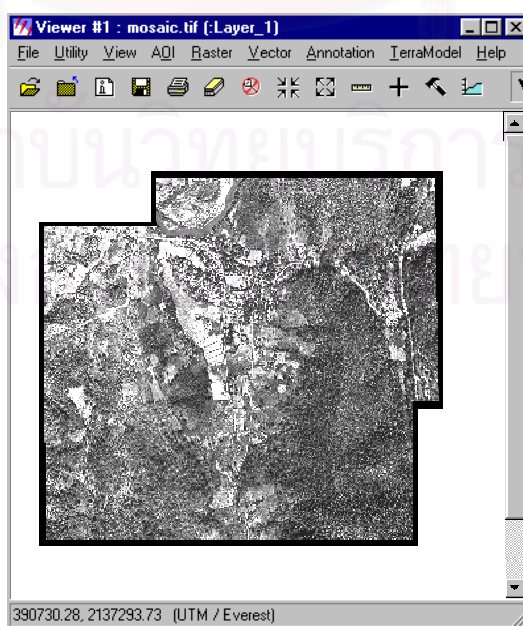 Viewer #1 : mosaic.tif (:Layer_1)
File Utility View AOI Raster Vector Annotation TerraModel Help
390730.28, 2137293.73 (UTM / Everest)